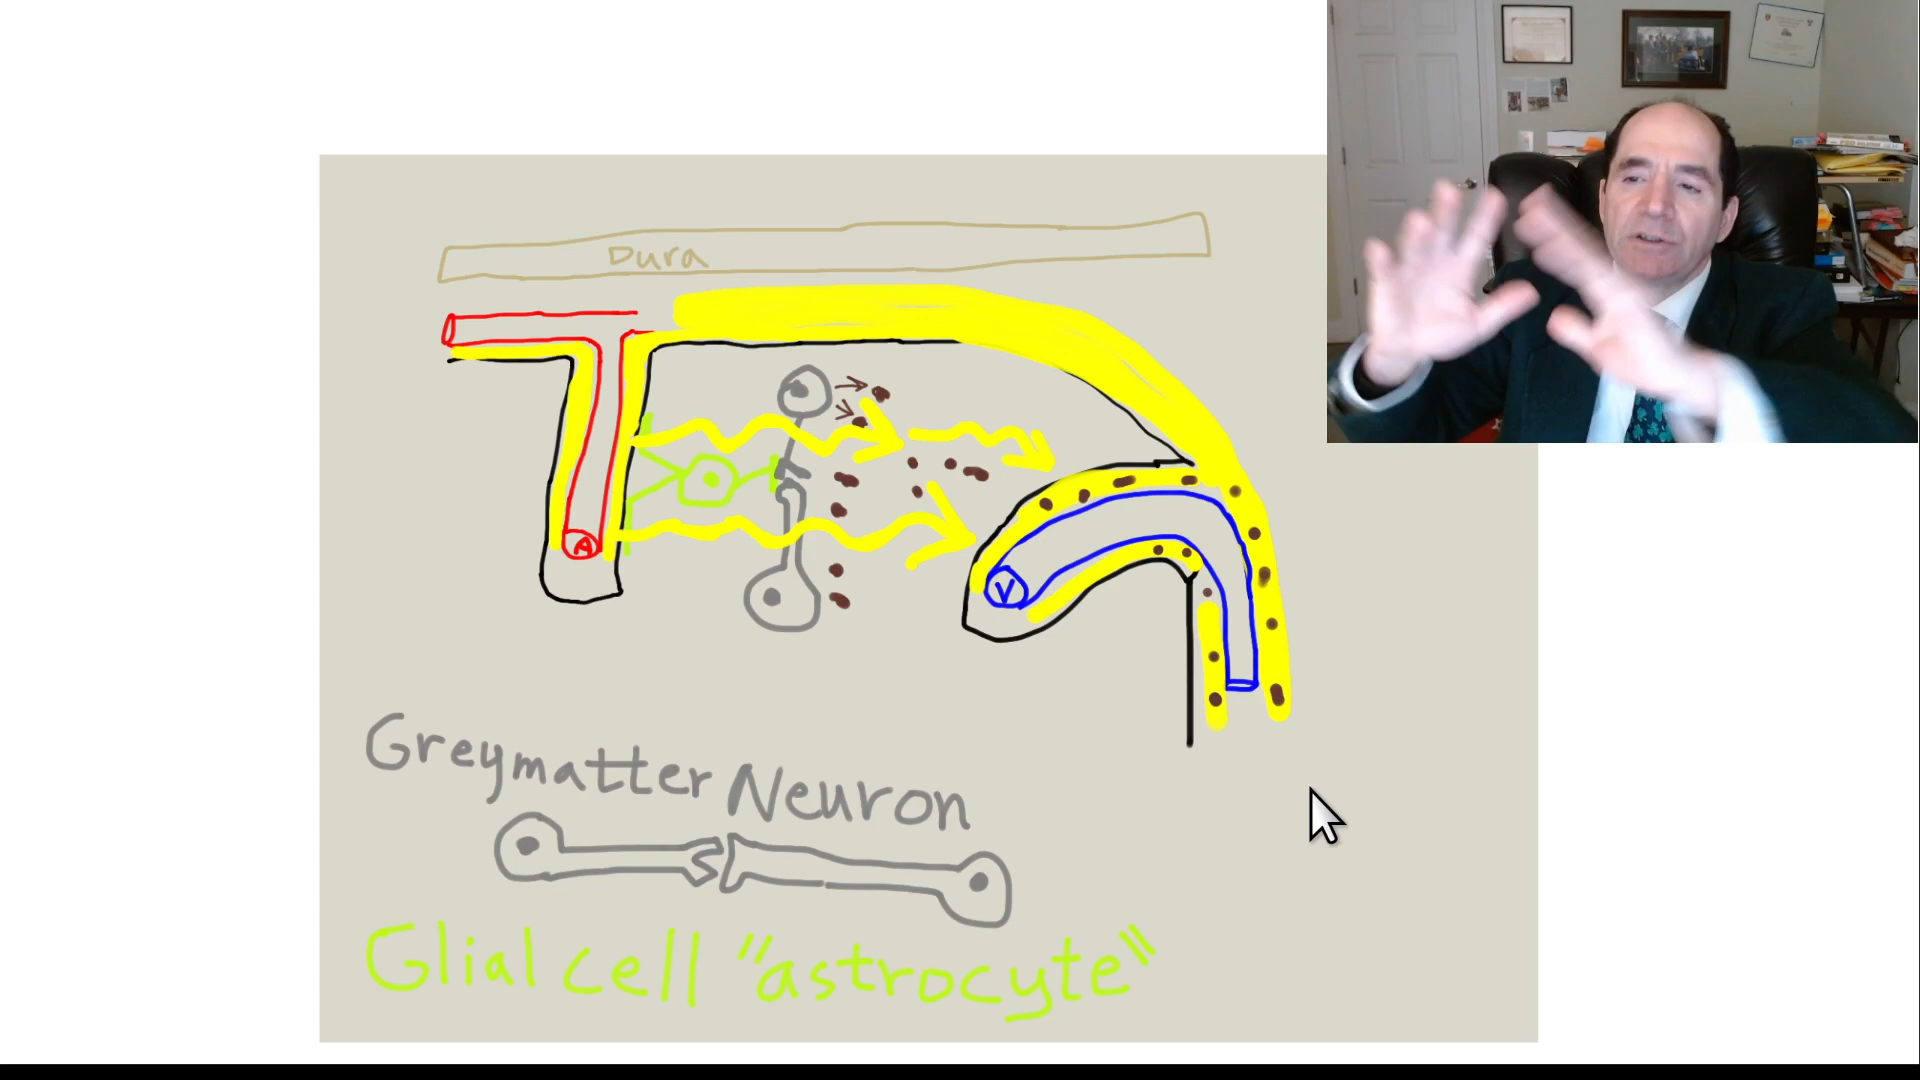 Dura
A
V
Greymatter Neuron
Glial cell "astrocyte"